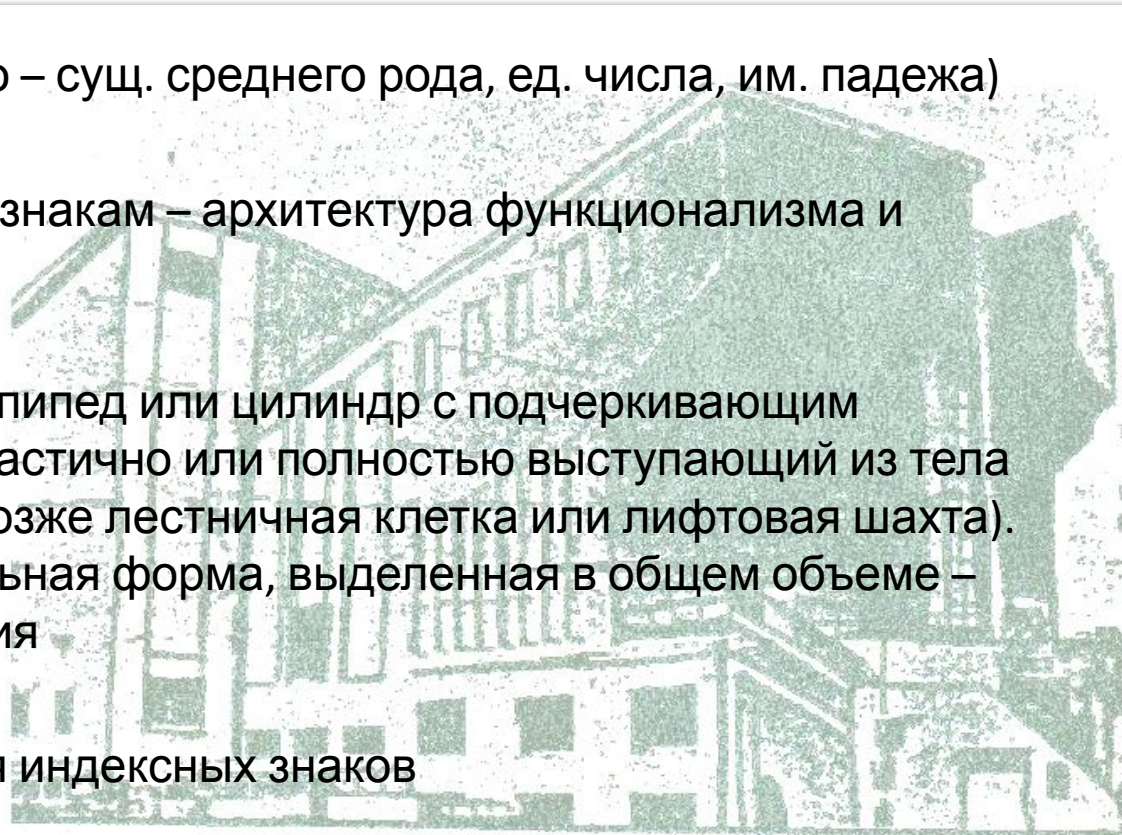 о – сущ. среднего рода, ед. числа, им. падежа)
знакам – архитектура функционализма и
пипед или цилиндр с подчеркивающим
астично или полностью выступающий из тела
озже лестничная клетка или лифтовая шахта).
ьная форма, выделенная в общем объеме –
ия
я индексных знаков